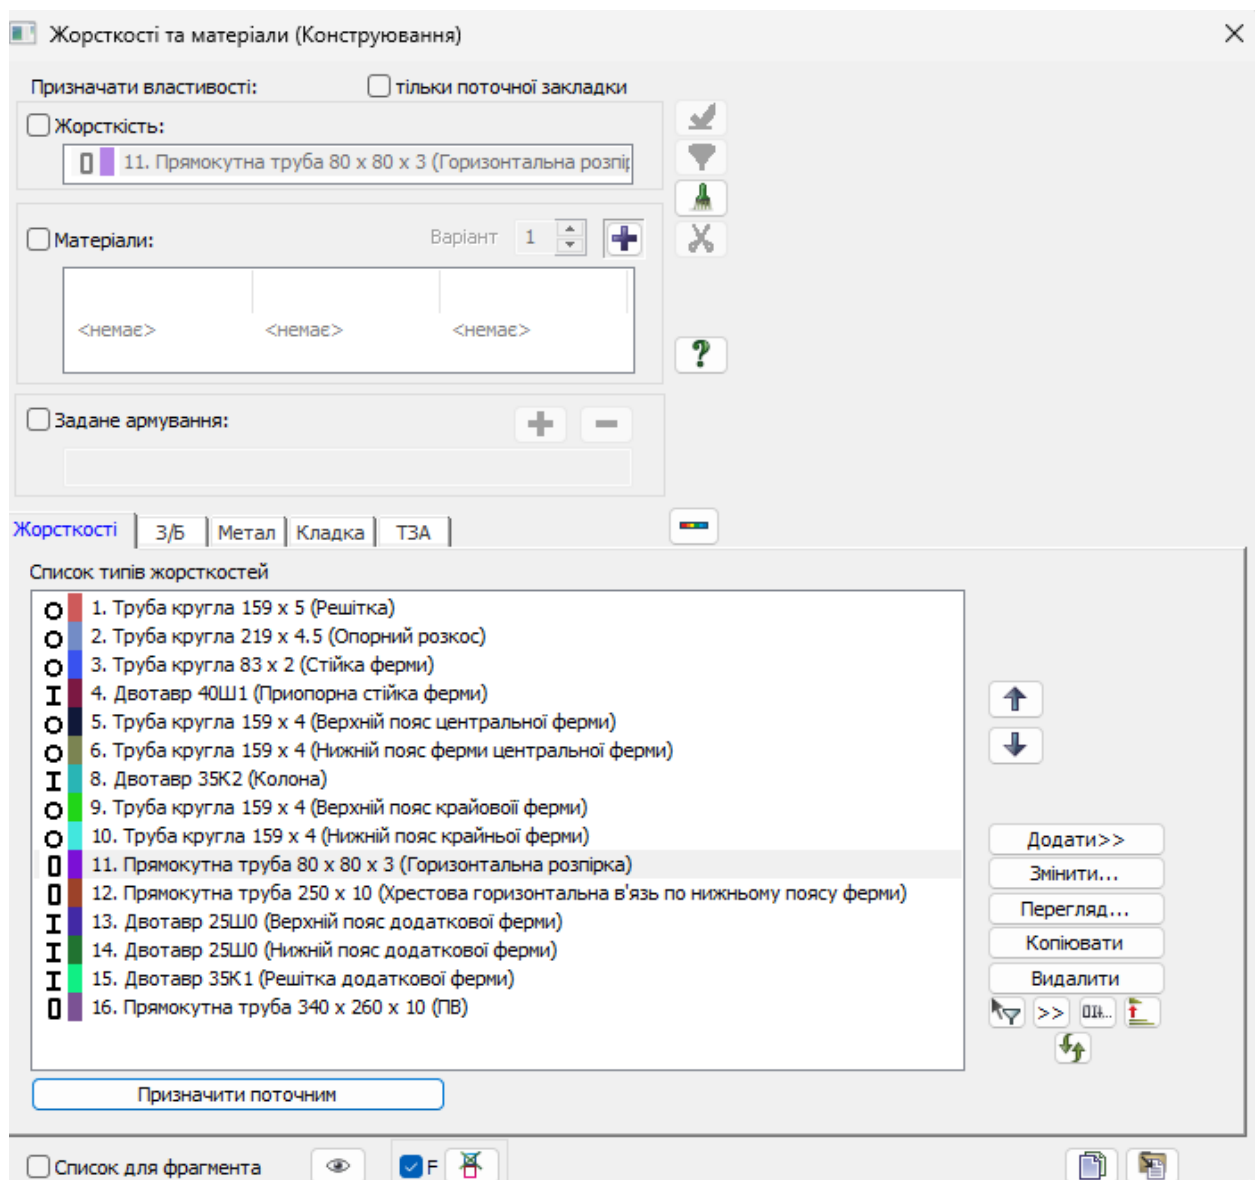 Жорсткості та матеріали (Конструювання)
Призначати властивості:
тільки поточної закладки
Жорсткість:
11. Прямокутна труба 80 x 80 x 3 (Горизонтальна розпір
Матеріали:
Варіант 1
<немає> <немає> <немає>
Задане армування:
Жорсткості З/Б Метал Кладка ТЗА
Список типів жорсткостей
1. Труба кругла 159 x 5 (Решітка)
2. Труба кругла 219 x 4.5 (Опорний розкос)
3. Труба кругла 83 x 2 (Стійка ферми)
4. Двотавр 40Ш1 (Приопорна стійка ферми)
5. Труба кругла 159 x 4 (Верхній пояс центральної ферми)
6. Труба кругла 159 x 4 (Нижній пояс ферми центральної ферми)
8. Двотавр 35К2 (Колона)
9. Труба кругла 159 x 4 (Верхній пояс крайовоїї ферми)
10. Труба кругла 159 x 4 (Нижній пояс крайньої ферми)
11. Прямокутна труба 80 x 80 x 3 (Горизонтальна розпірка)
12. Прямокутна труба 250 x 10 (Хрестова горизонтальна в'язь по нижньому поясу ферми)
13. Двотавр 25Ш0 (Верхній пояс додаткової ферми)
14. Двотавр 25Ш0 (Нижній пояс додаткової ферми)
15. Двотавр 35К1 (Решітка додаткової ферми)
16. Прямокутна труба 340 x 260 x 10 (ПВ)
Додати>>
Змінити...
Перегляд...
Копіювати
Видалити
>>
Призначити поточним
Список для фрагмента
F